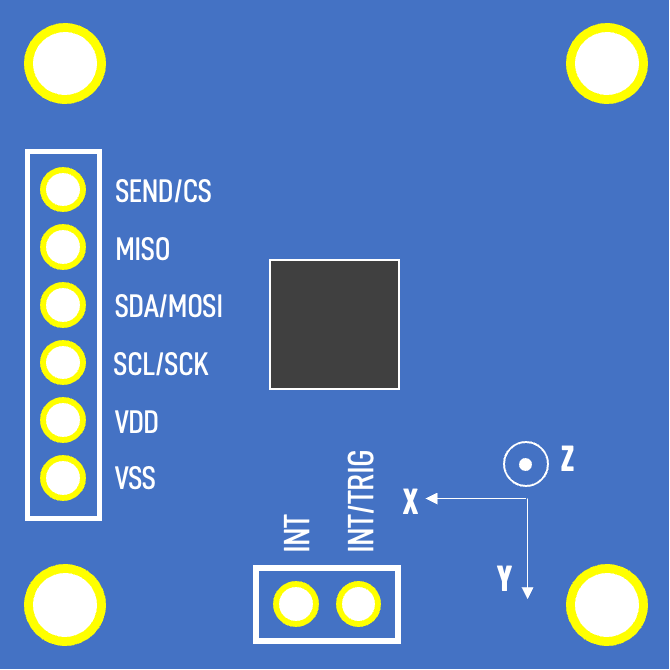 SEND/CS
MISO
SDA/MOSI
SCL/SCK
VDD
VSS
INT
INT/TRIG
Z
X
Y